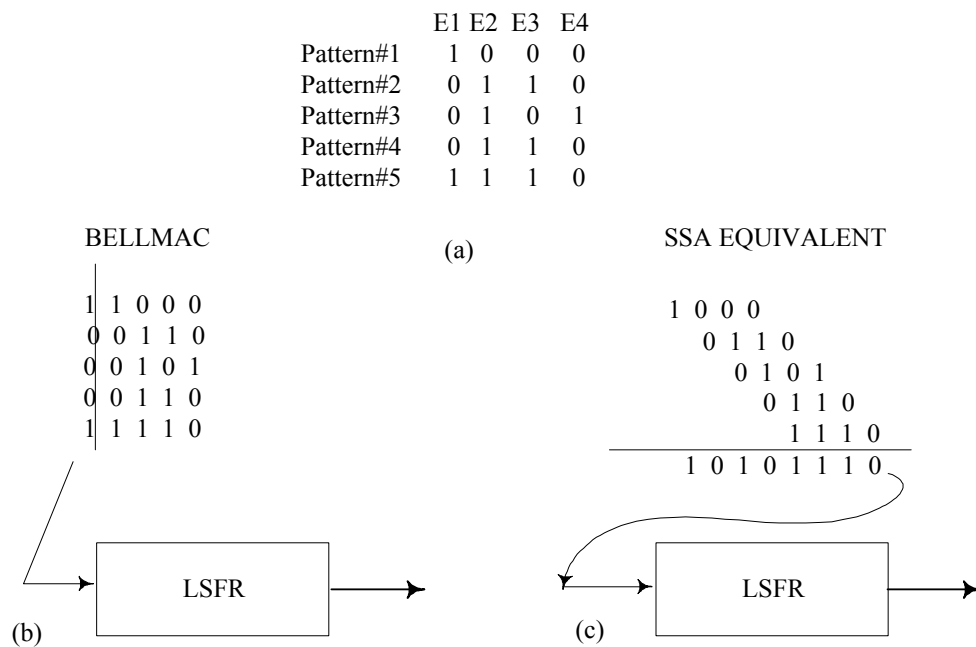 E1 E2 E3 E4
Pattern#1 1 0 0 0
Pattern#2 0 1 1 0
Pattern#3 0 1 0 1
Pattern#4 0 1 1 0
Pattern#5 1 1 1 0
(a)
BELLMAC
1 1 0 0 0
0 0 1 1 0
0 0 1 0 1
0 0 1 1 0
1 1 1 1 0
LSFR
(b)
SSA EQUIVALENT
1 0 0 0
0 1 1 0
0 1 0 1
0 1 1 0
1 1 1 0
1 0 1 0 1 1 1 0
LSFR
(c)